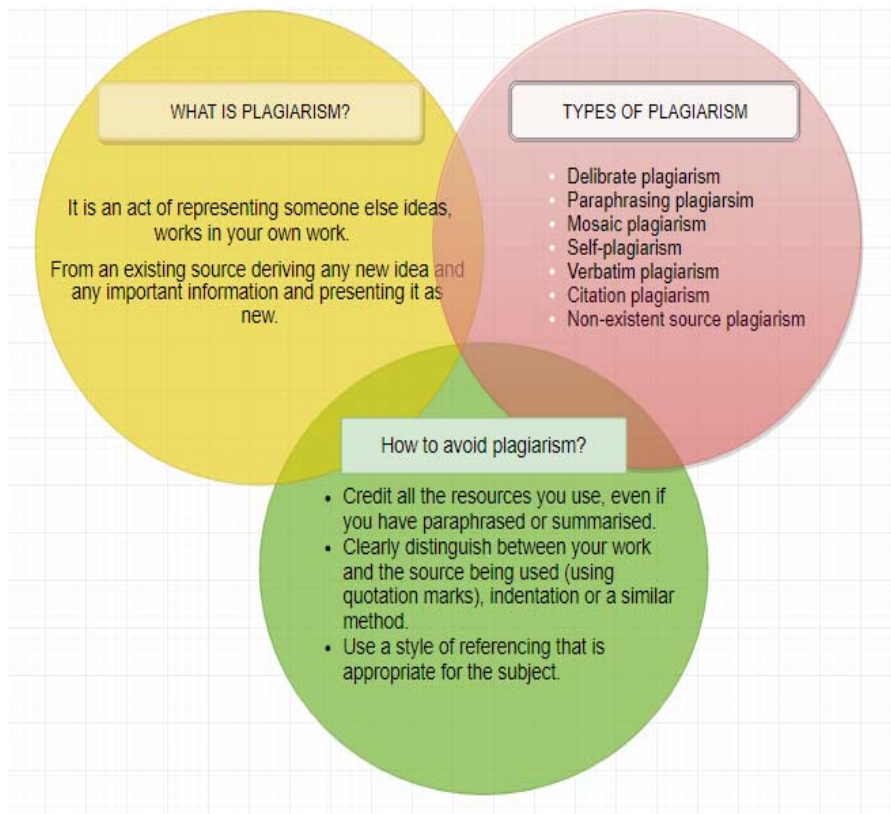 WHAT IS PLAGIARISM?
It is an act of representing someone else ideas,
works in your own work.
From an existing source deriving any new idea and
any important information and presenting it as
new.
TYPES OF PLAGIARISM
Delibrate plagiarism
Paraphrasing plagiarsim
Mosaic plagiarism
Self-plagiarism
Verbatim plagiarism
Citation plagiarism
Non-existent source plagiarism
How to avoid plagiarism?
Credit all the resources you use, even if
you have paraphrased or summarised.
Clearly distinguish between your work
and the source being used (using
quotation marks), indentation or a similar
method.
Use a style of referencing that is
appropriate for the subject.